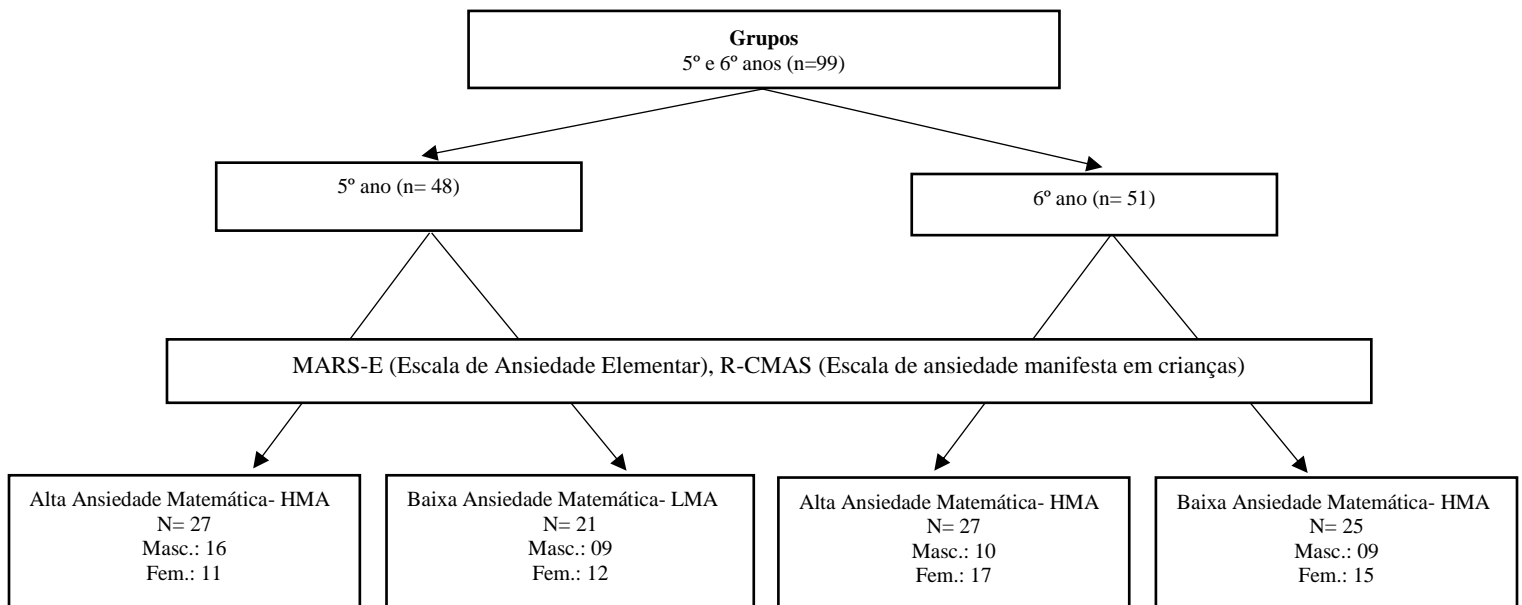 Grupos
5º e 6º anos (n=99)
5º ano (n= 48)
6º ano (n= 51)
MARS-E (Escala de Ansiedade Elementar), R-CMAS (Escala de ansiedade manifesta em crianças)
Alta Ansiedade Matemática- HMA
N= 27
Masc.: 16
Fem.: 11
Baixa Ansiedade Matemática- LMA
N= 21
Masc.: 09
Fem.: 12
Alta Ansiedade Matemática- HMA
N= 27
Masc.: 10
Fem.: 17
Baixa Ansiedade Matemática- HMA
N= 25
Masc.: 09
Fem.: 15